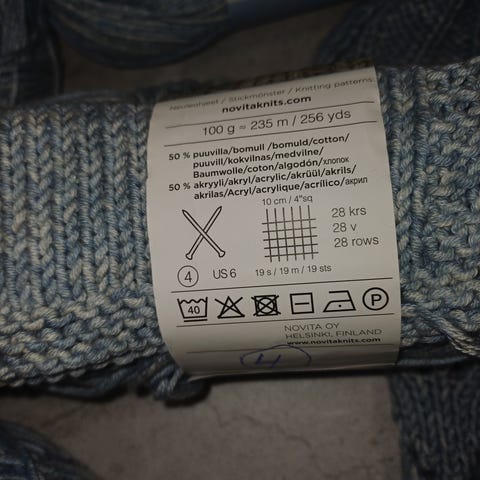 Neuleohjeet / Stickmönster / Knitting patterns:
novitaknits.com
100 g ≈ 235 m / 256 yds
50 % puuvilla/bomull /bomuld/cotton/
puuvill/kokvilnas/medvilne/
Baumwolle/coton/algodón/хлопок
50 % akryyli/akryl/acrylic/akrüül/akrils/
akrilas/Acryl/acrylique/acrílico/акрил
10 cm / 4"sq
28 krs
28 v
28 rows
4 US 6 19 s / 19 m / 19 sts
40 P
NOVITA OY
HELSINKI, FINLAND
www.novitaknits.com
4